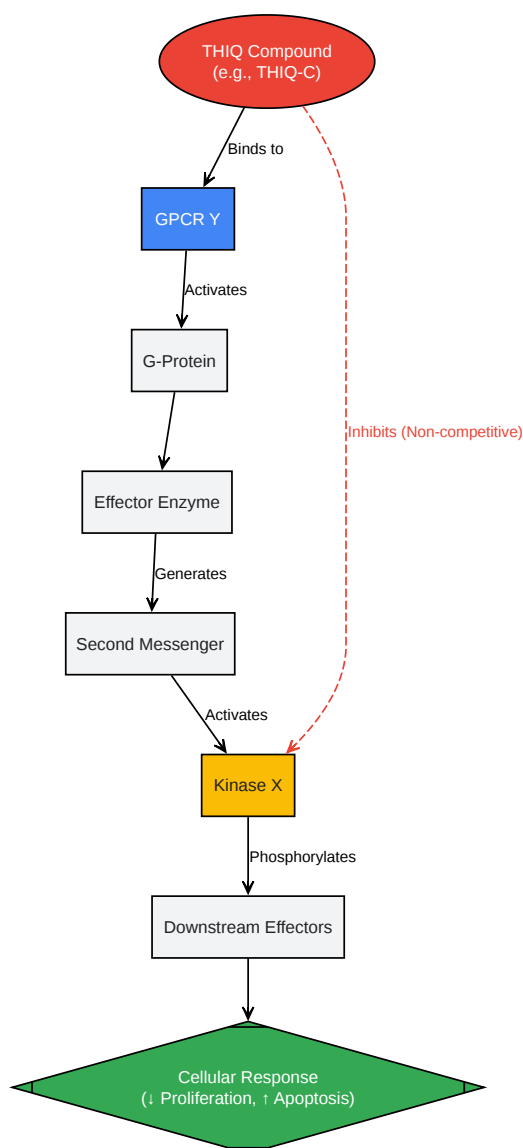 THIQ Compound
(e.g., THIQ-C)
Binds to
GPCR Y
Activates
G-Protein
Inhibits (Non-competitive)
Effector Enzyme
Generates
Second Messenger
Activates
Kinase X
Phosphorylates
Downstream Effectors
Cellular Response
(↓ Proliferation, ↑ Apoptosis)